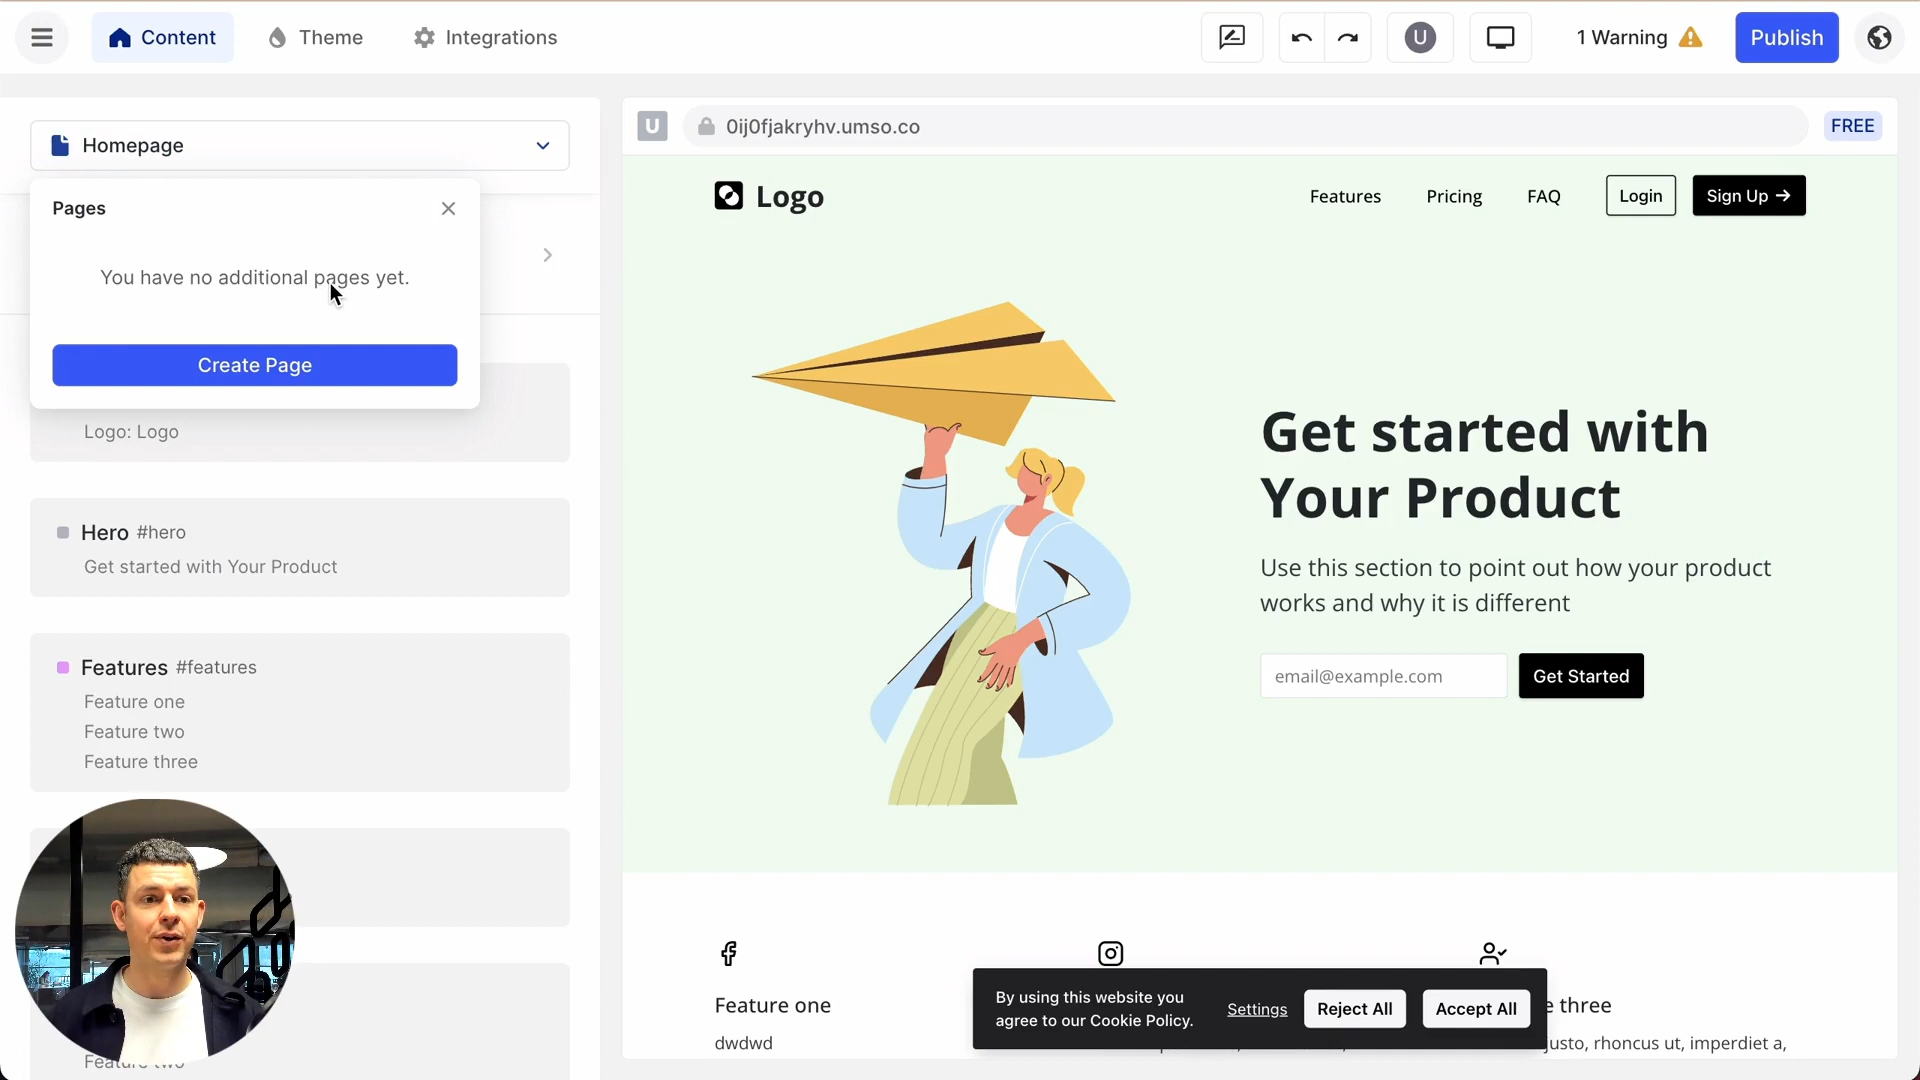 Content
Theme
Integrations
U
1 Warning
Publish
Homepage
U
0ij0fjakryhv.umso.co
FREE
Pages
You have no additional pages yet.
Create Page
Logo: Logo
Hero #hero
Get started with Your Product
Features #features
Feature one
Feature two
Feature three
Feature two
Logo
Features
Pricing
FAQ
Login
Sign Up →
Get started with
Your Product
Use this section to point out how your product
works and why it is different
email@example.com
Get Started
Feature one
dwdwd
e three
justo, rhoncus ut, imperdiet a,
By using this website you
agree to our Cookie Policy.
Settings
Reject All
Accept All